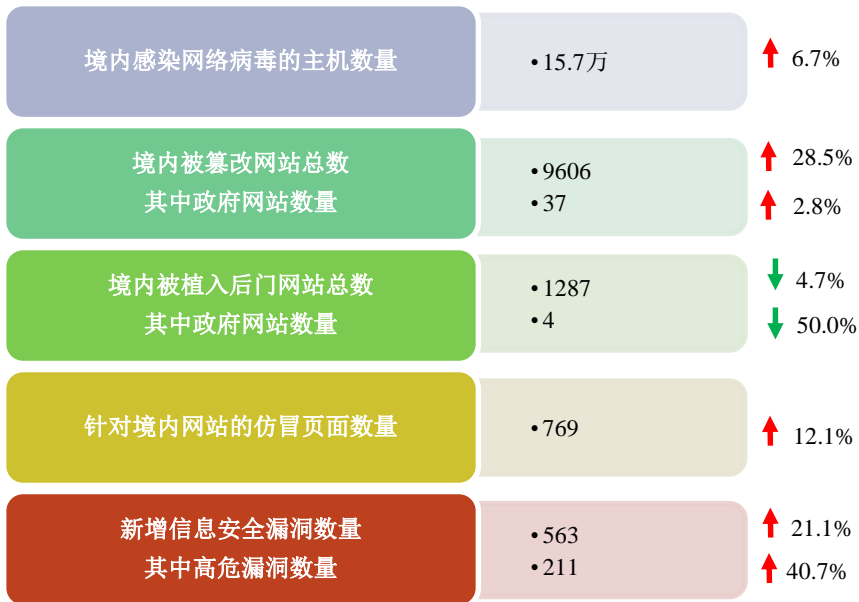 境内感染网络病毒的主机数量
•15.7万
6.7%
境内被篡改网站总数
其中政府网站数量
•9606
•37
28.5%
2.8%
境内被植入后门网站总数
其中政府网站数量
•1287
•4
4.7%
50.0%
针对境内网站的仿冒页面数量
•769
12.1%
新增信息安全漏洞数量
其中高危漏洞数量
•563
•211
21.1%
40.7%